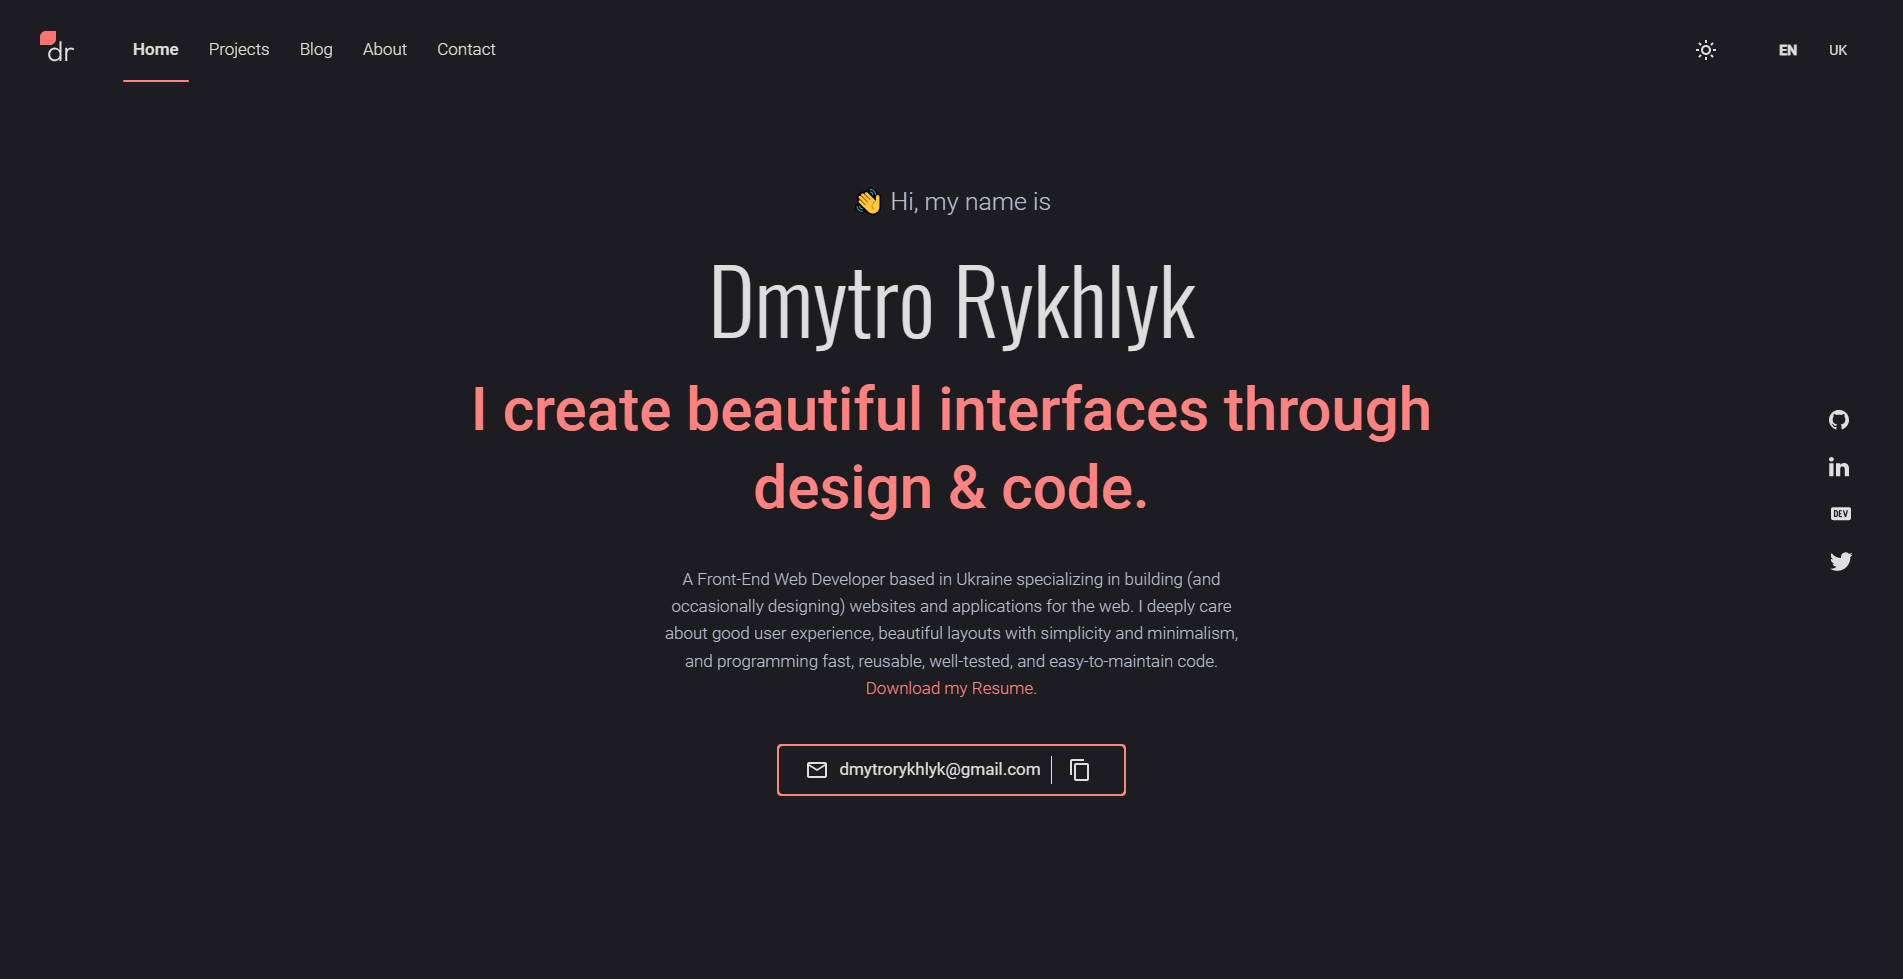 dr
Home Projects Blog About Contact
EN UK
👋 Hi, my name is
Dmytro Rykhlyk
I create beautiful interfaces through
design & code.
A Front-End Web Developer based in Ukraine specializing in building (and
occasionally designing) websites and applications for the web. I deeply care
about good user experience, beautiful layouts with simplicity and minimalism,
and programming fast, reusable, well-tested, and easy-to-maintain code.
Download my Resume.
dmytrorykhlyk@gmail.com
in
DEV